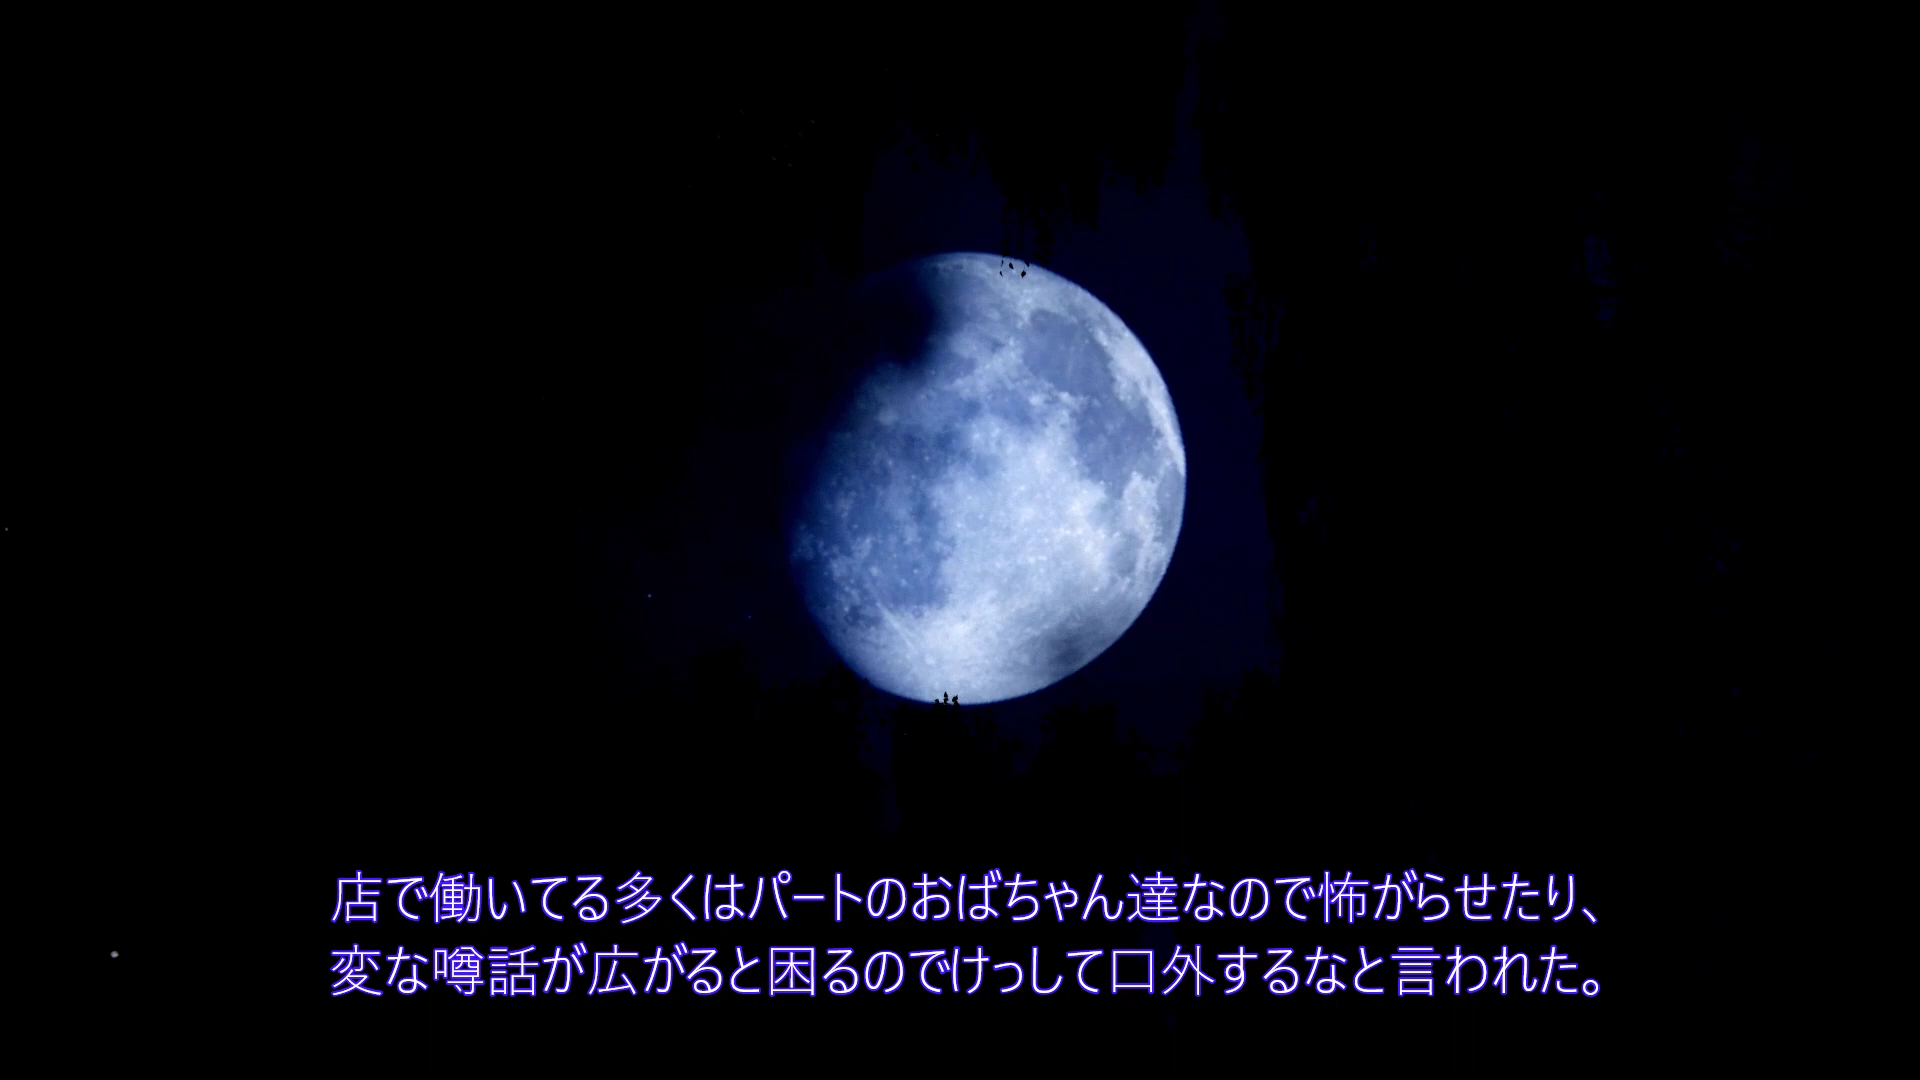 店で働いてる多くはパートのおばちゃん達なので怖がらせたり、
変な噂話が広がると困るのでけっして口外するなと言われた。